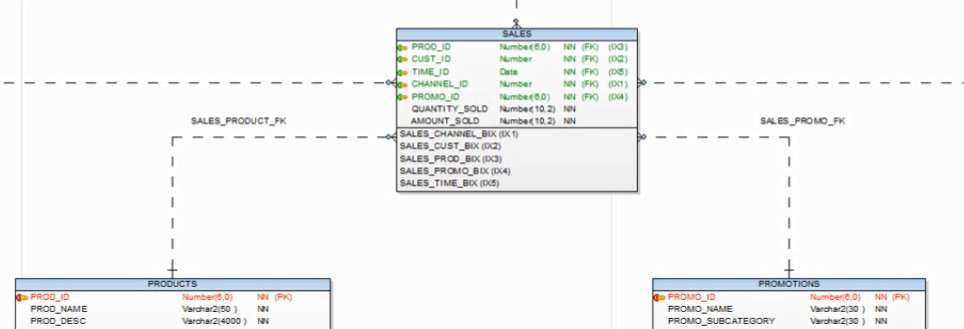 SALES
PROD_ID Number(6,0) NN (FK) (IX3)
CUST_ID Number NN (FK) (IX2)
TIME_ID Date NN (FK) (IX5)
CHANNEL_ID Number NN (FK) (IX1)
PROMO_ID Number(6,0) NN (FK) (IX4)
QUANTITY_SOLD Number(10,2) NN
AMOUNT_SOLD Number(10,2) NN
SALES_CHANNEL_BIX (IX1)
SALES_CUST_BIX (IX2)
SALES_PROD_BIX (IX3)
SALES_PROMO_BIX (IX4)
SALES_TIME_BIX (IX5)
SALES_PRODUCT_FK
SALES_PROMO_FK
PRODUCTS
PROD_ID Number(6,0) NN (PK)
PROD_NAME Varchar2(50 ) NN
PROD_DESC Varchar2(4000 ) NN
PROMOTIONS
PROMO_ID Number(6,0) NN (PK)
PROMO_NAME Varchar2(30 ) NN
PROMO_SUBCATEGORY Varchar2(30 ) NN